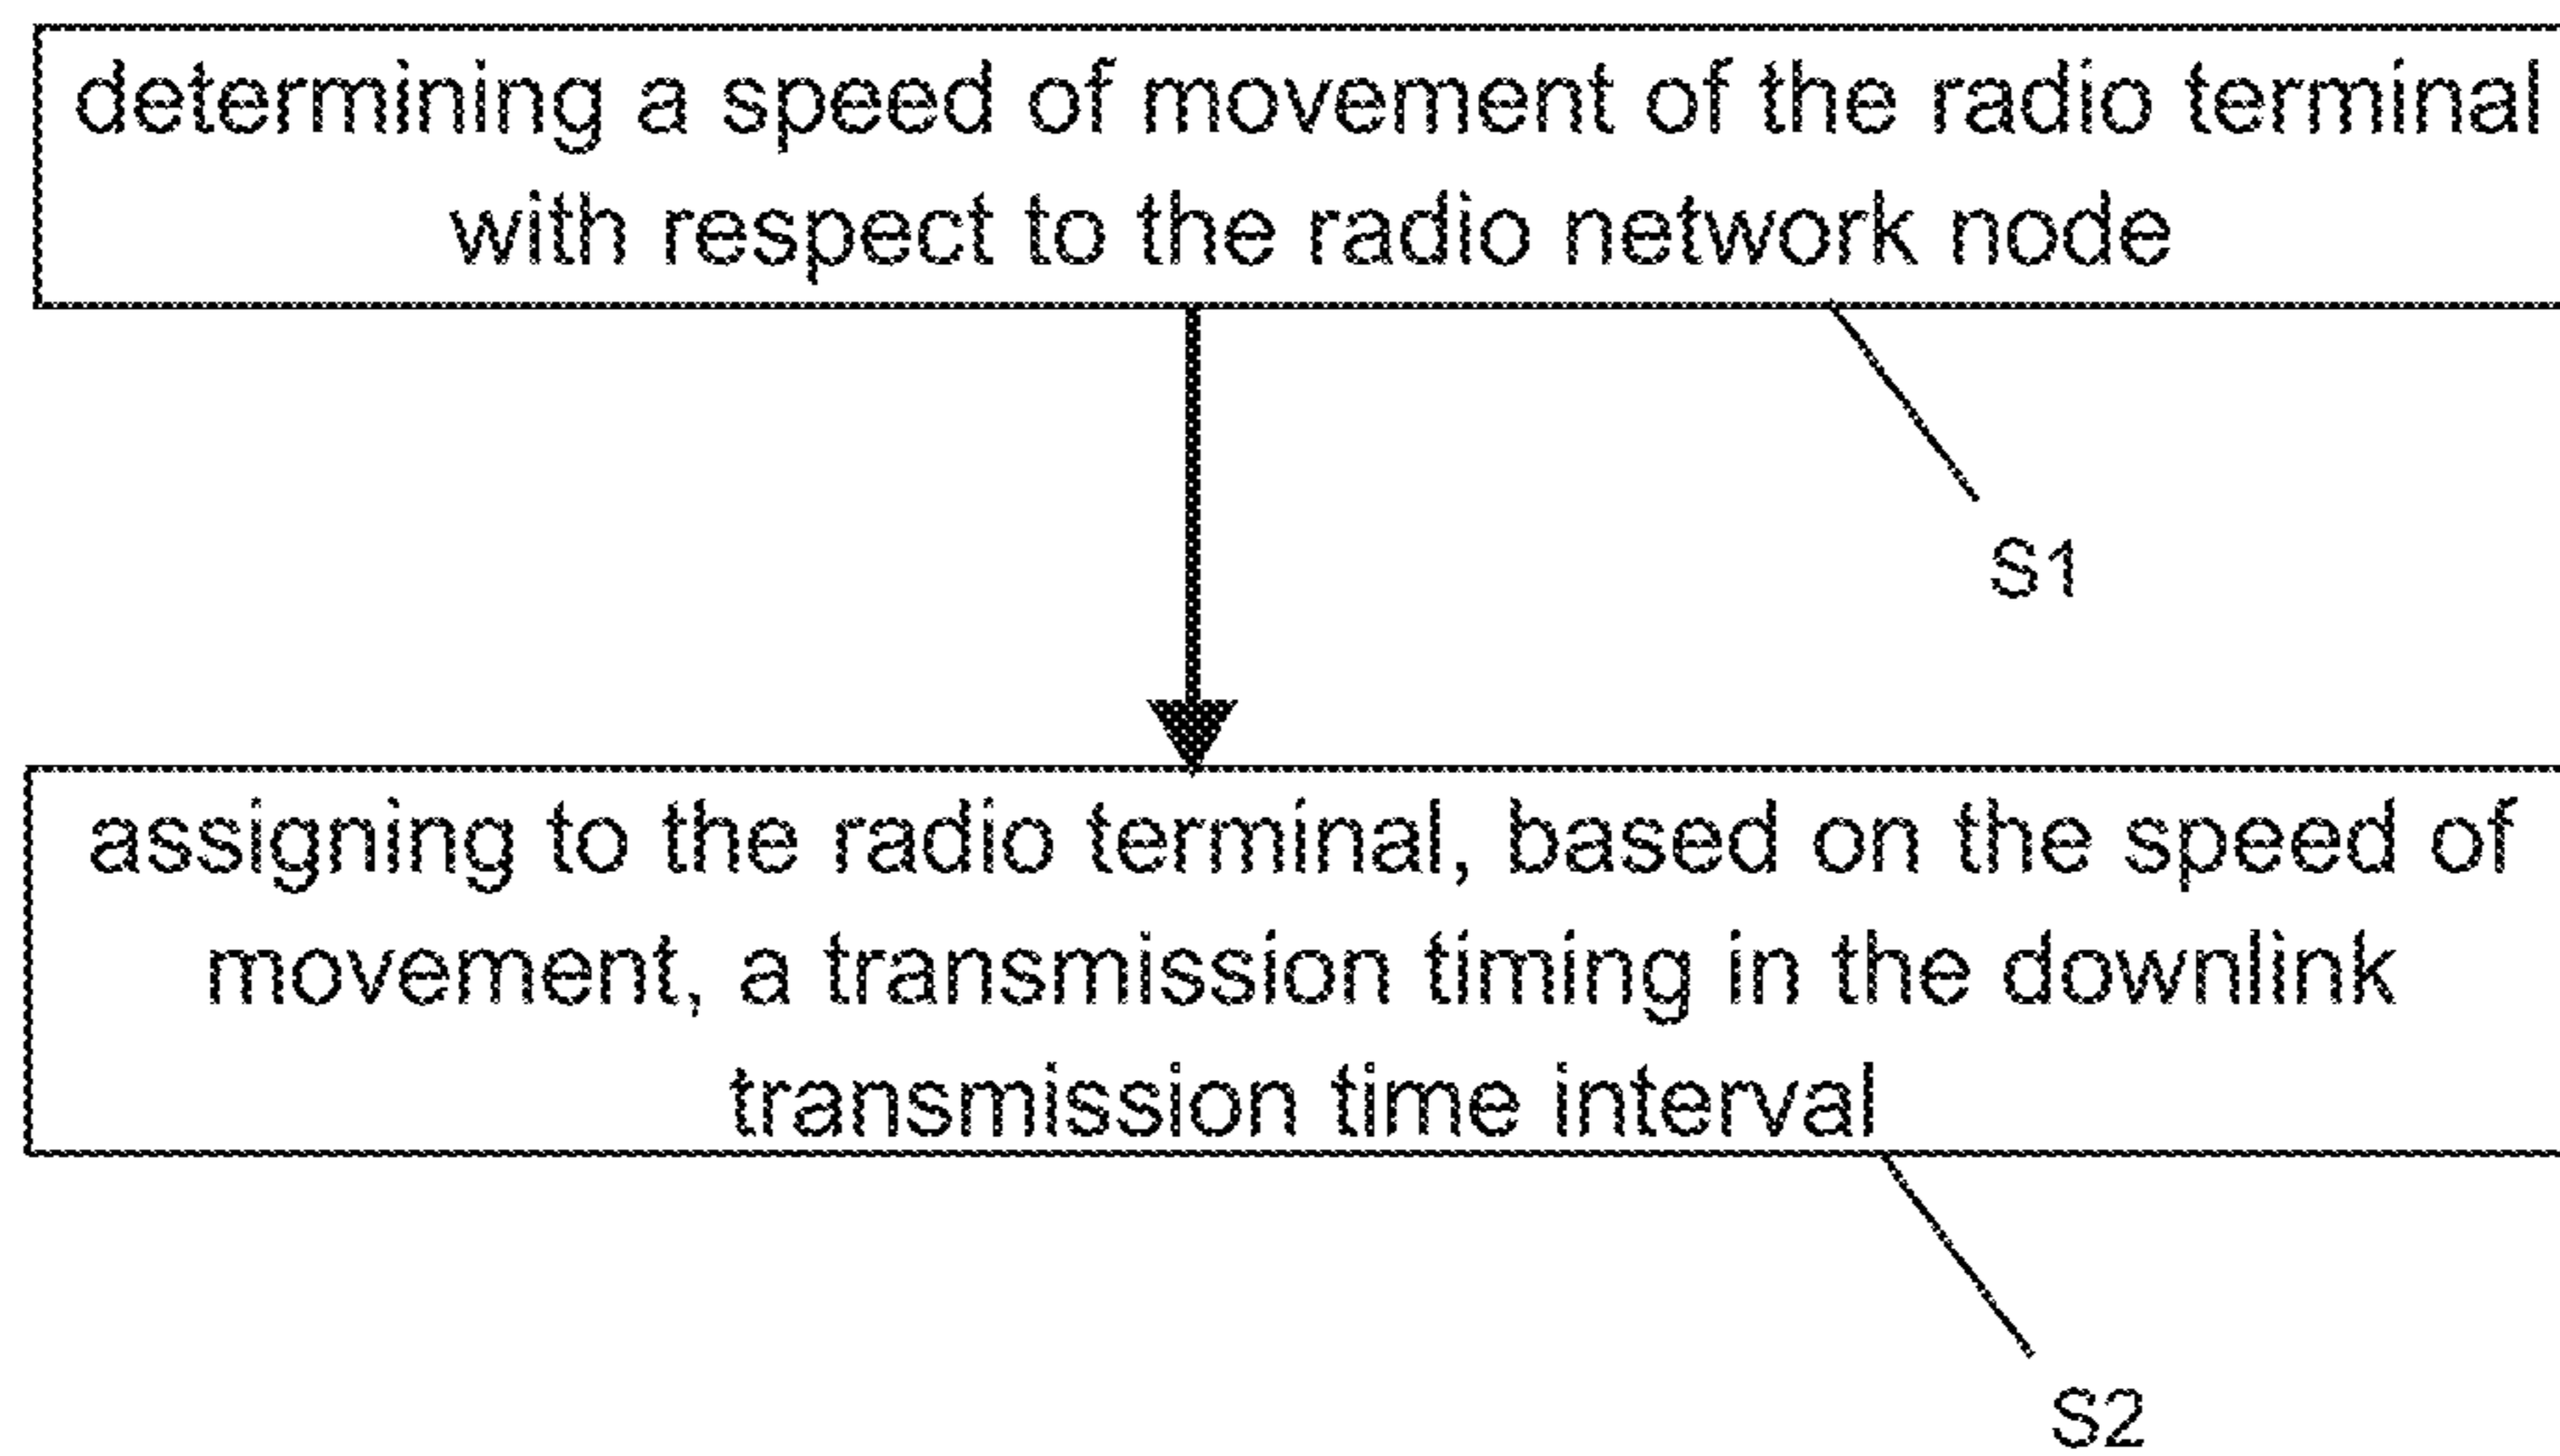 determining a speed of movement of the radio terminal
with respect to the radio network node
S1
assigning to the radio terminal, based on the speed of
movement, a transmission timing in the downlink
transmission time interval
S2